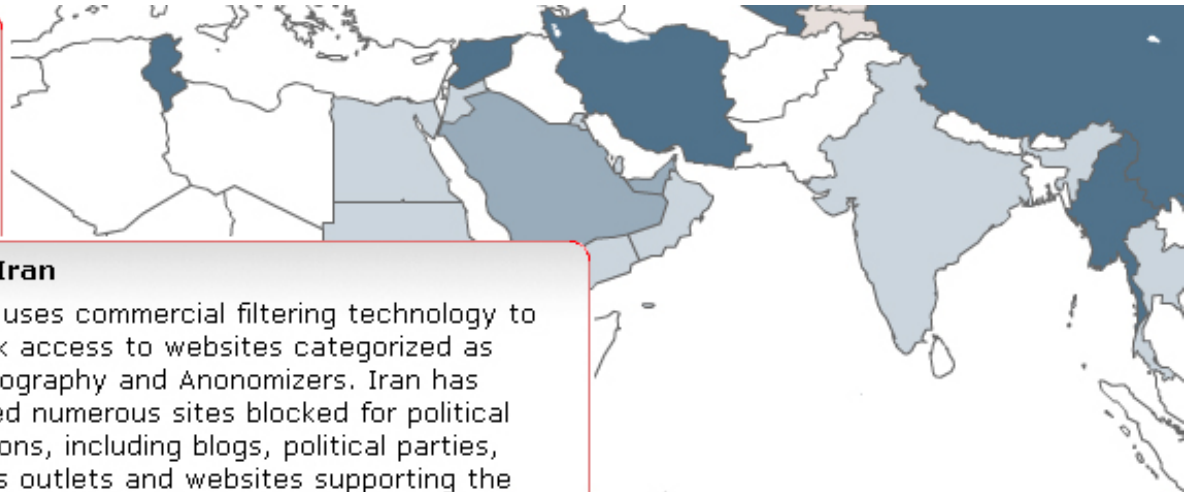 Iran
uses commercial filtering technology to
access to websites categorized as
ography and Anonomizers. Iran has
ed numerous sites blocked for political
ons, including blogs, political parties,
s outlets and websites supporting the